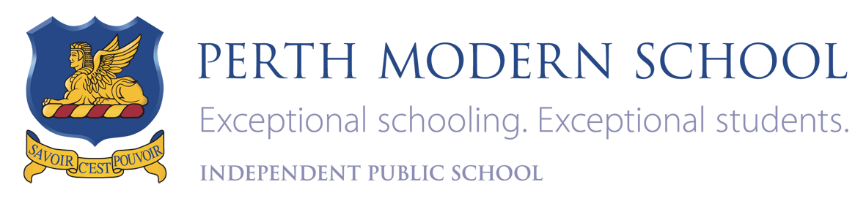 PERTH MODERN SCHOOL
Exceptional schooling. Exceptional students.
INDEPENDENT PUBLIC SCHOOL
SAVOIR C'EST POUVOIR